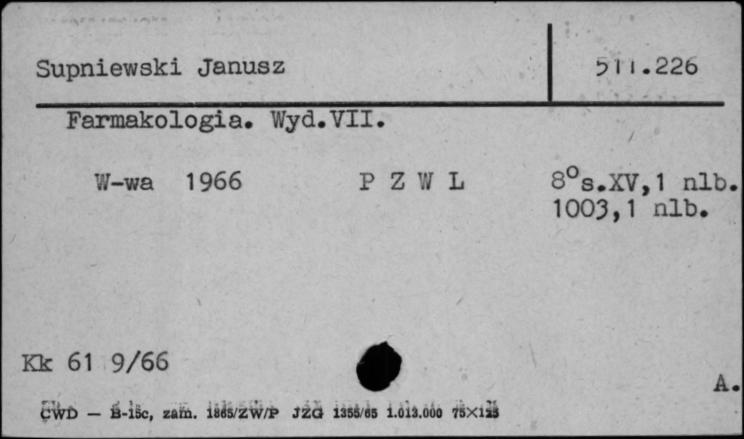 Supniewski Janusz 511.226
Farmakologia. Wyd.VII.
W-wa 1966 P Z W L 8°s.XV,1 nlb.
1003,1 nlb.
Kk 61 9/66
A.
CWD — B-15c, zam. 1865/ZW/P JZG 1355/65 1.013.000 75×125